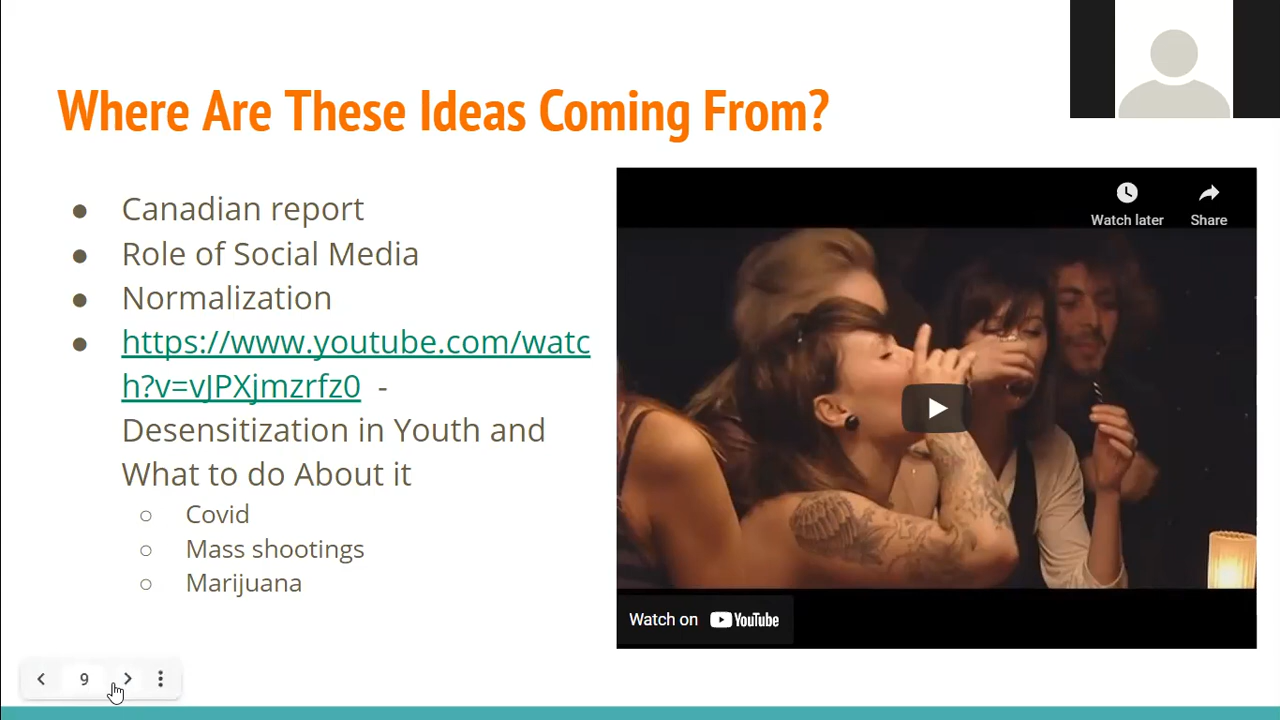 Where Are These Ideas Coming From?
● Canadian report
● Role of Social Media
● Normalization
● https://www.youtube.com/watc
h?v=vJPXjmzrfz0 -
Desensitization in Youth and
What to do About it
○ Covid
○ Mass shootings
○ Marijuana
Watch later
Share
Watch on YouTube
9